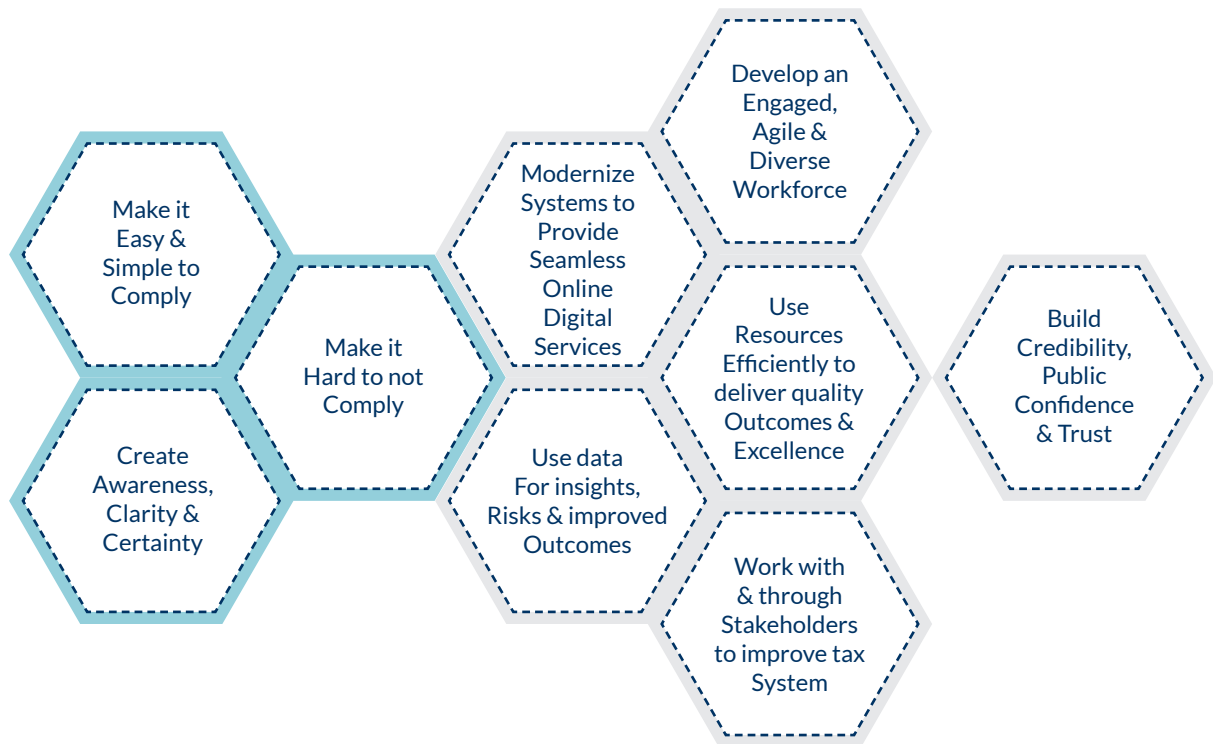 Make it
Easy &
Simple to
Comply
Create
Awareness,
Clarity &
Certainty
Make it
Hard to not
Comply
Modernize
Systems to
Provide
Seamless
Online
Digital
Services
Use data
For insights,
Risks & improved
Outcomes
Develop an
Engaged,
Agile &
Diverse
Workforce
Use
Resources
Efficiently to
deliver quality
Outcomes &
Excellence
Work with
& through
Stakeholders
to improve tax
System
Build
Credibility,
Public
Confidence
& Trust